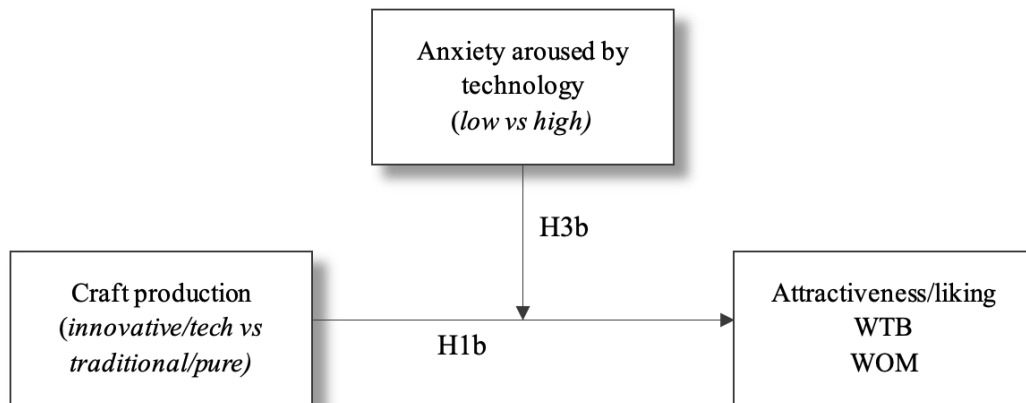 Anxiety aroused by
technology
(low vs high)
H3b
Craft production
(innovative/tech vs
traditional/pure)
H1b
Attractiveness/liking
WTB
WOM